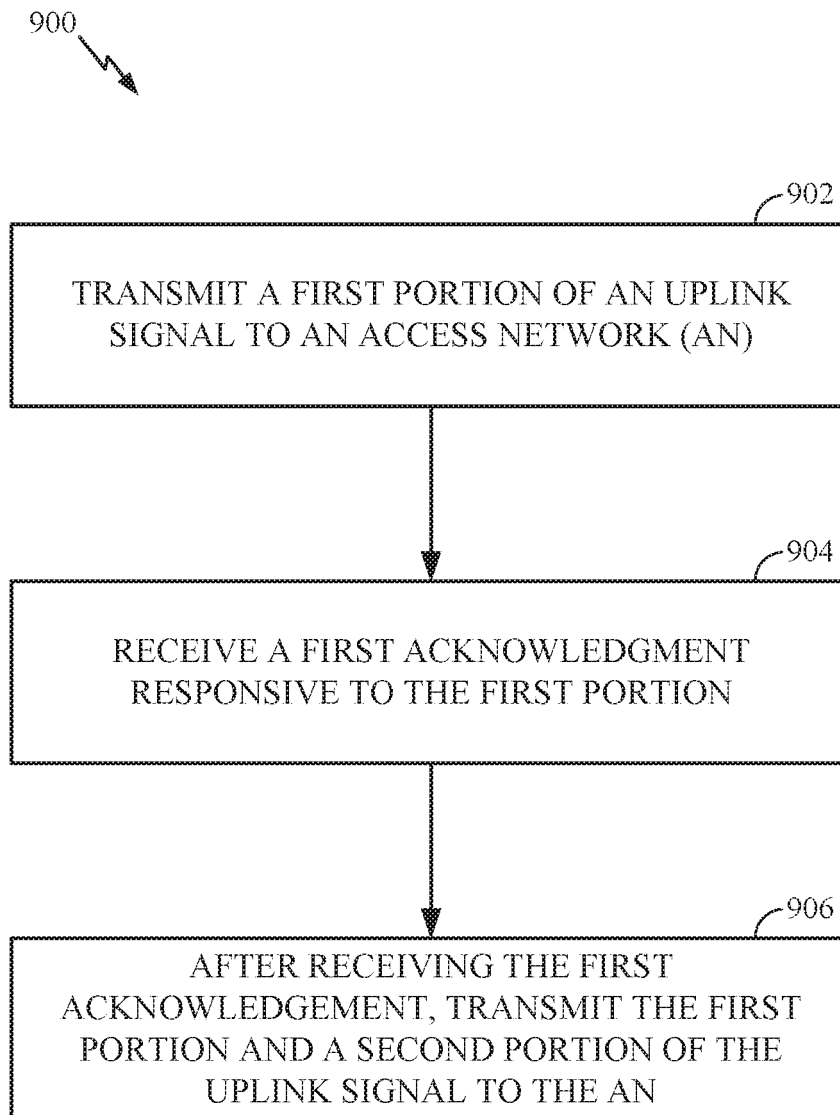 900
902
TRANSMIT A FIRST PORTION OF AN UPLINK
SIGNAL TO AN ACCESS NETWORK (AN)
904
RECEIVE A FIRST ACKNOWLEDGMENT
RESPONSIVE TO THE FIRST PORTION
906
AFTER RECEIVING THE FIRST
ACKNOWLEDGEMENT, TRANSMIT THE FIRST
PORTION AND A SECOND PORTION OF THE
UPLINK SIGNAL TO THE AN